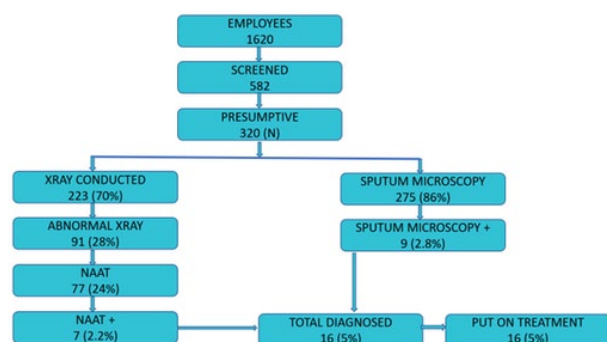 EMPLOYEES
1620
SCREENED
582
PRESUMPTIVE
320 (N)
XRAY CONDUCTED
223 (70%)
SPUTUM MICROSCOPY
275 (86%)
ABNORMAL XRAY
91 (28%)
SPUTUM MICROSCOPY +
9 (2.8%)
NAAT
77 (24%)
NAAT +
7 (2.2%)
TOTAL DIAGNOSED
16 (5%)
PUT ON TREATMENT
16 (5%)